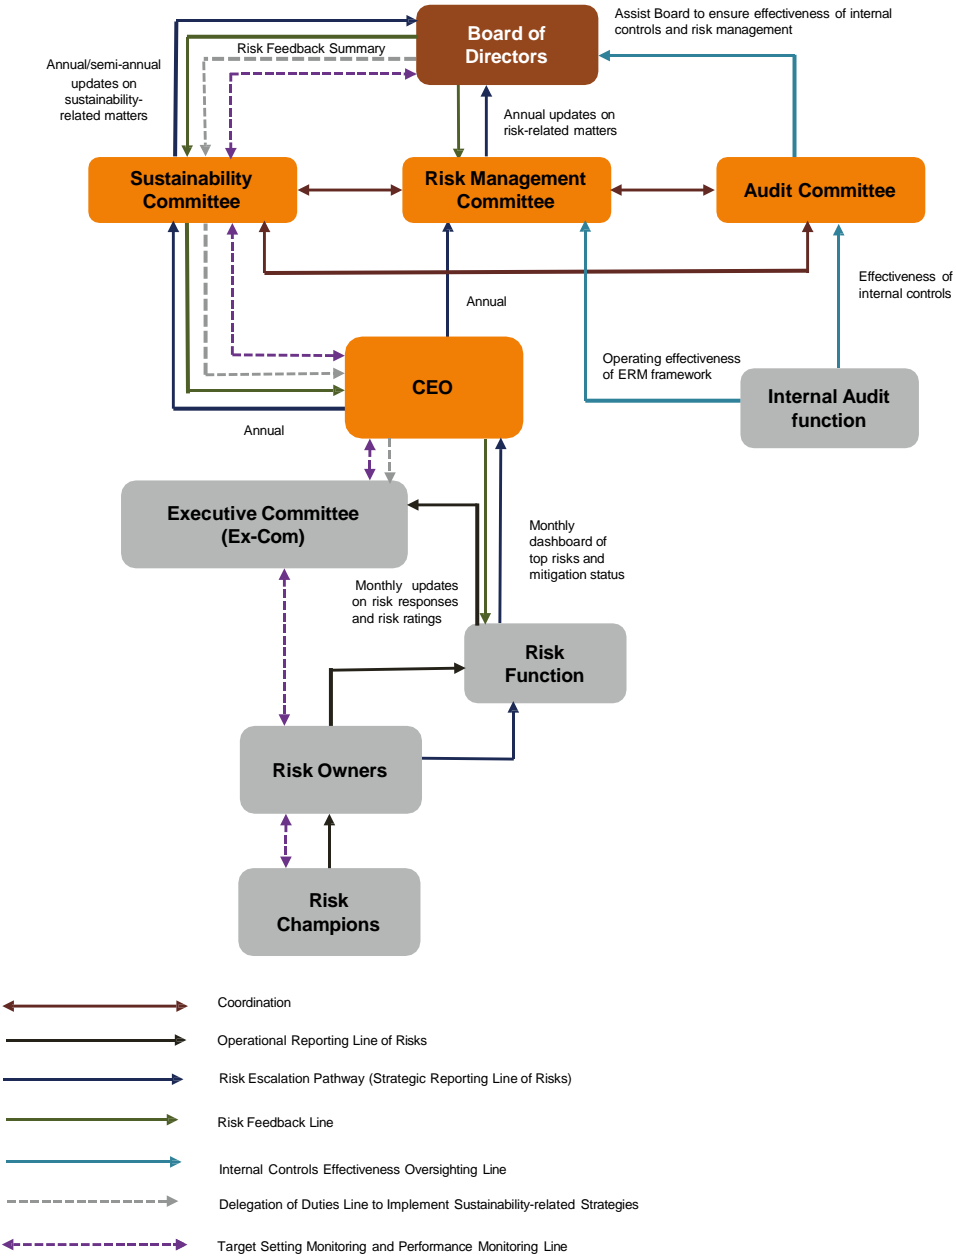 Assist Board to ensure effectiveness of internal
controls and risk management
Board of
Directors
Risk Feedback Summary
Annual/semi-annual
updates on
sustainability-
related matters
Annual updates on
risk-related matters
Sustainability
Committee
Risk Management
Committee
Audit Committee
Effectiveness of
internal controls
Annual
Operating effectiveness
of ERM framework
CEO
Internal Audit
function
Annual
Executive Committee
(Ex-Com)
Monthly
dashboard of
top risks and
mitigation status
Monthly updates
on risk responses
and risk ratings
Risk
Function
Risk Owners
Risk
Champions
Coordination
Operational Reporting Line of Risks
Risk Escalation Pathway (Strategic Reporting Line of Risks)
Risk Feedback Line
Internal Controls Effectiveness Oversighting Line
Delegation of Duties Line to Implement Sustainability-related Strategies
Target Setting Monitoring and Performance Monitoring Line